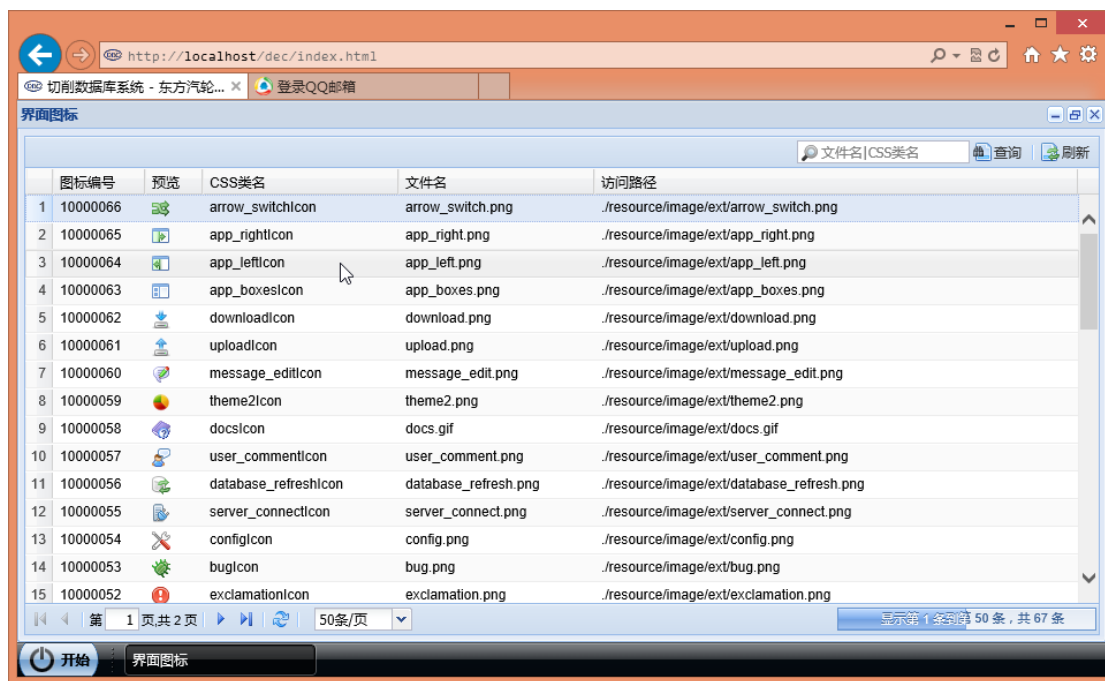 http://localhost/dec/index.html
切削数据库系统 - 东方汽轮... × 登录QQ邮箱
界面图标
文件名|CSS类名 查询 刷新
图标编号 预览 CSS类名 文件名 访问路径
1 10000066 arrow_switchIcon arrow_switch.png ./resource/image/ext/arrow_switch.png
2 10000065 app_rightIcon app_right.png ./resource/image/ext/app_right.png
3 10000064 app_leftIcon app_left.png ./resource/image/ext/app_left.png
4 10000063 app_boxesIcon app_boxes.png ./resource/image/ext/app_boxes.png
5 10000062 downloadIcon download.png ./resource/image/ext/download.png
6 10000061 uploadIcon upload.png ./resource/image/ext/upload.png
7 10000060 message_editIcon message_edit.png ./resource/image/ext/message_edit.png
8 10000059 theme2Icon theme2.png ./resource/image/ext/theme2.png
9 10000058 docsIcon docs.gif ./resource/image/ext/docs.gif
10 10000057 user_commentIcon user_comment.png ./resource/image/ext/user_comment.png
11 10000056 database_refreshIcon database_refresh.png ./resource/image/ext/database_refresh.png
12 10000055 server_connectIcon server_connect.png ./resource/image/ext/server_connect.png
13 10000054 configIcon config.png ./resource/image/ext/config.png
14 10000053 bugIcon bug.png ./resource/image/ext/bug.png
15 10000052 exclamationIcon exclamation.png ./resource/image/ext/exclamation.png
第 1 页,共 2 页 50条/页 显示第 1 条到第 50 条，共 67 条
开始 界面图标